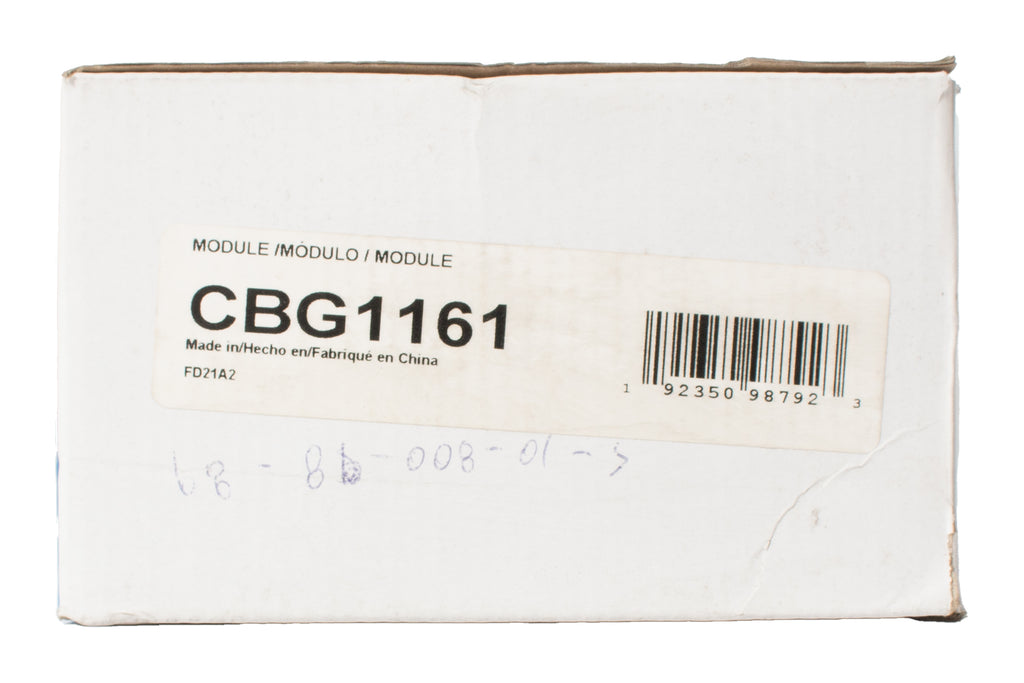 MODULE /MÓDULO / MODULE
CBG1161
Made in/Hecho en/Fabriqué en China
FD21A2
1 92350 98792 3